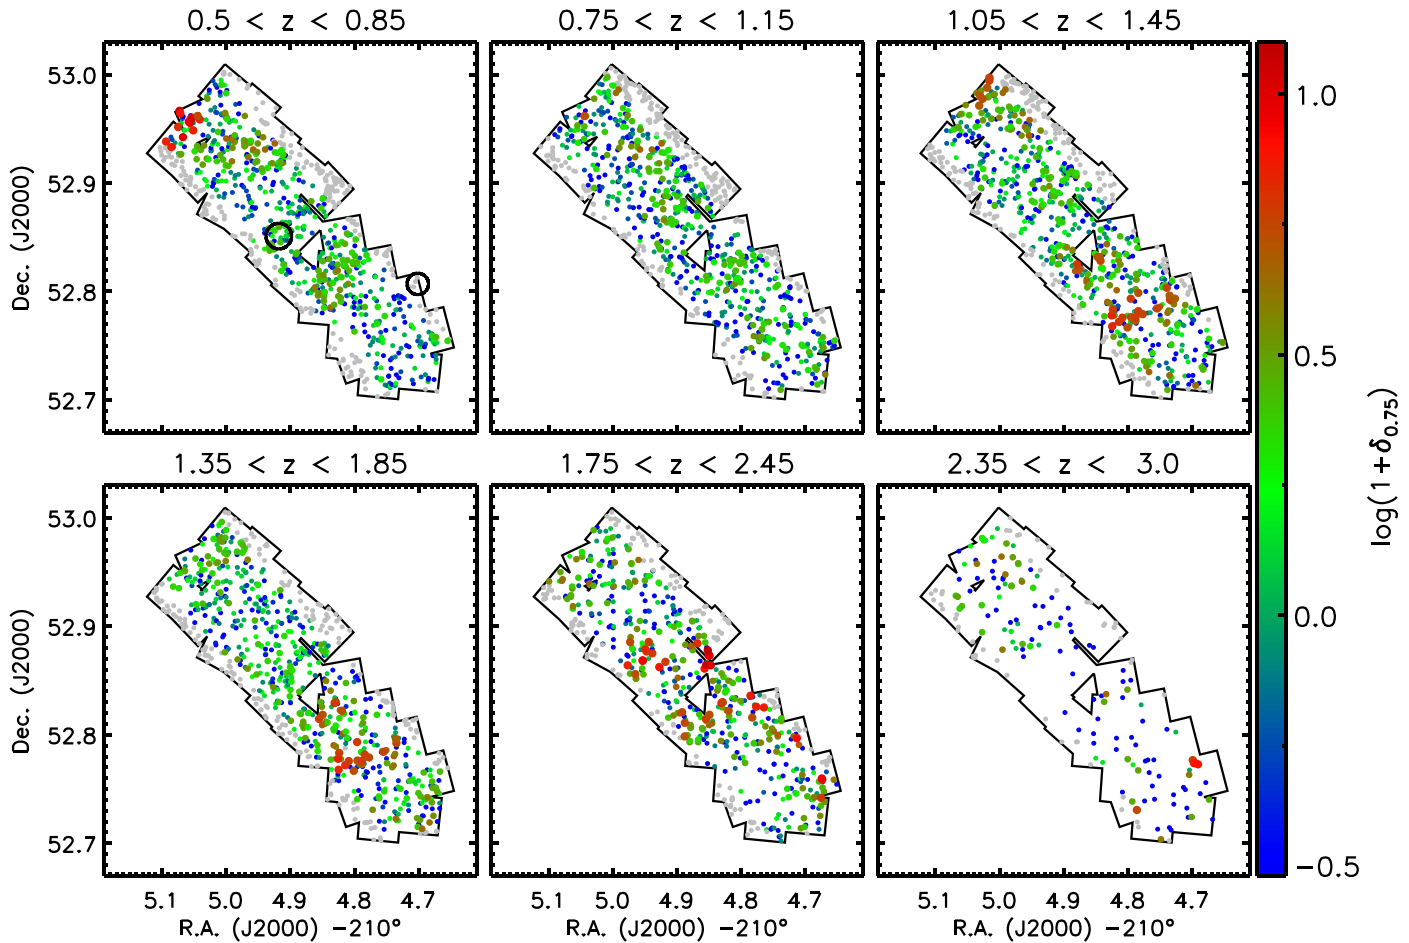 0.5 < z < 0.85
0.75 < z < 1.15
1.05 < z < 1.45
53.0
52.9
52.8
52.7
Dec. (J2000)
1.35 < z < 1.85
1.75 < z < 2.45
2.35 < z < 3.0
53.0
52.9
52.8
52.7
Dec. (J2000)
5.1 5.0 4.9 4.8 4.7
5.1 5.0 4.9 4.8 4.7
5.1 5.0 4.9 4.8 4.7
R.A. (J2000) −210°
R.A. (J2000) −210°
R.A. (J2000) −210°
1.0
0.5
0.0
−0.5
log(1+δ0.75)